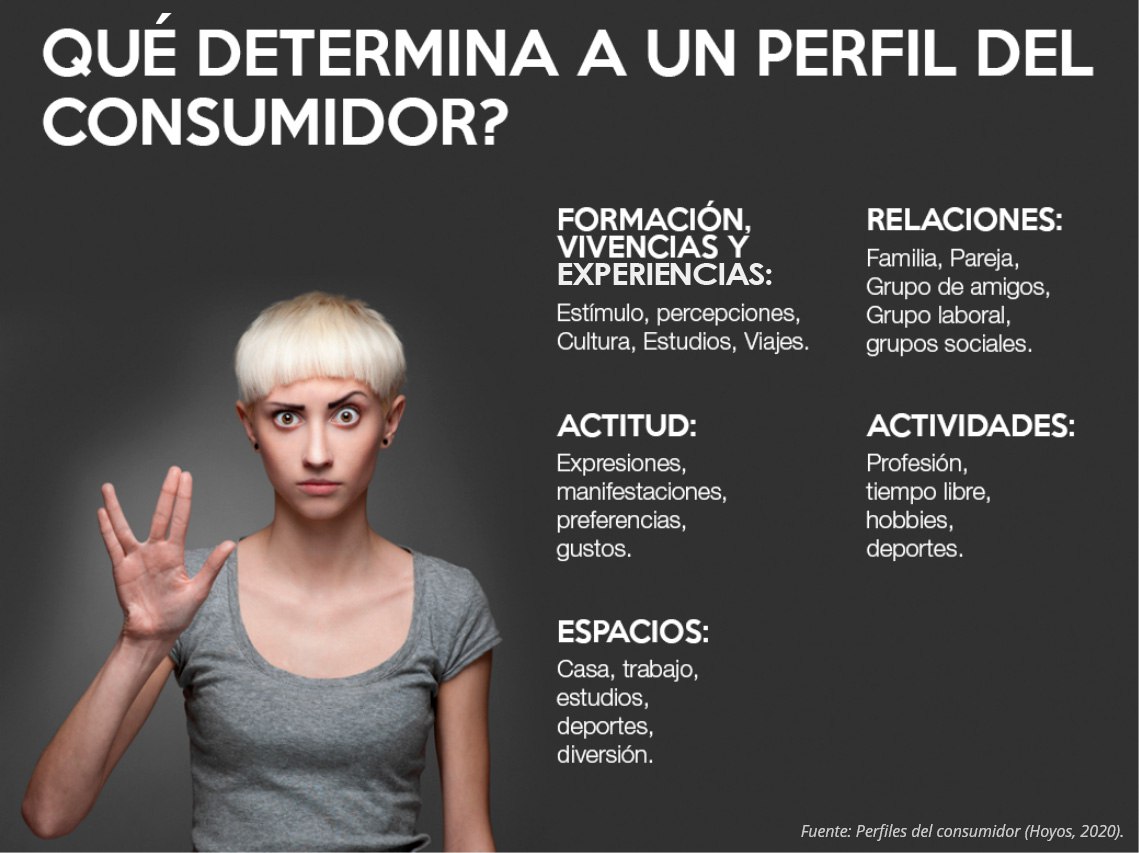 QUÉ DETERMINA A UN PERFIL DEL
CONSUMIDOR?
FORMACIÓN,
VIVENCIAS Y
EXPERIENCIAS:
Estímulo, percepciones,
Cultura, Estudios, Viajes.
RELACIONES:
Familia, Pareja,
Grupo de amigos,
Grupo laboral,
grupos sociales.
ACTITUD:
Expresiones,
manifestaciones,
preferencias,
gustos.
ACTIVIDADES:
Profesión,
tiempo libre,
hobbies,
deportes.
ESPACIOS:
Casa, trabajo,
estudios,
deportes,
diversión.
Fuente: Perfiles del consumidor (Hoyos, 2020).